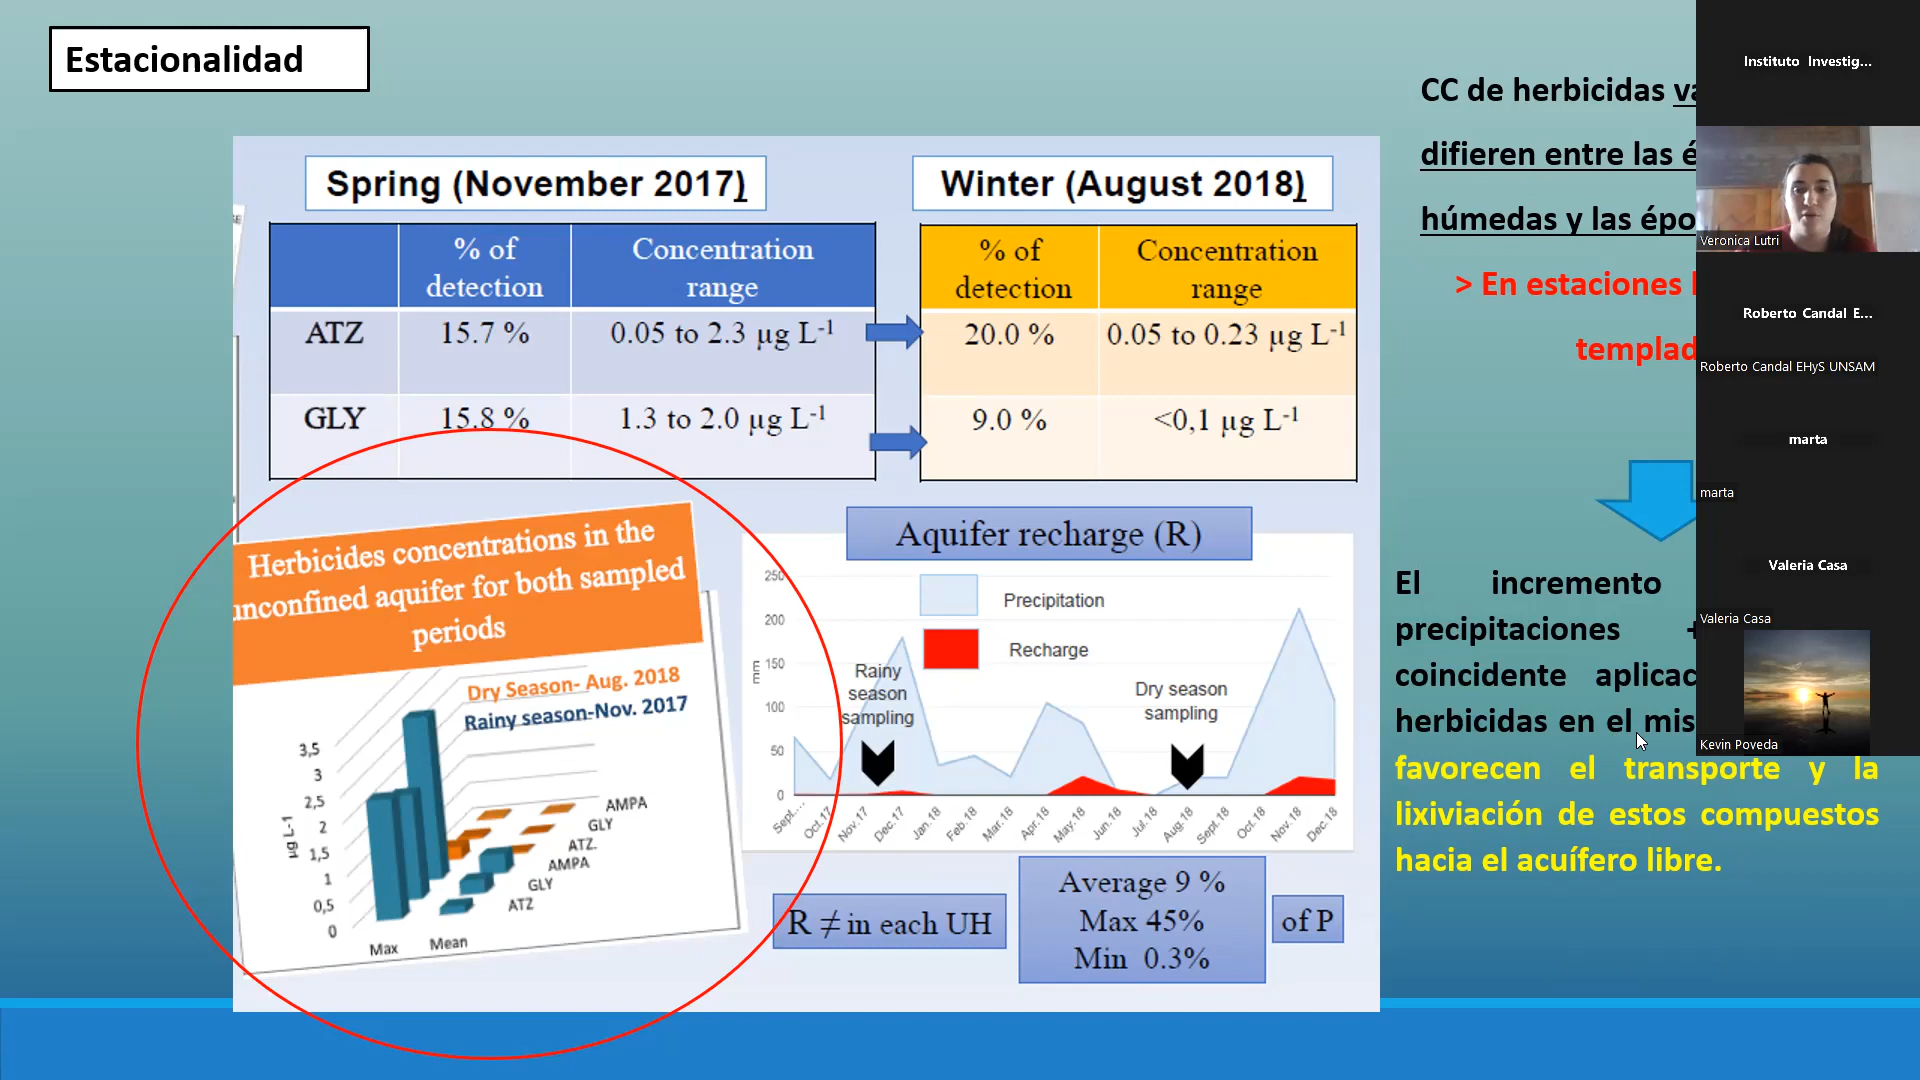 Estacionalidad
Spring (November 2017)
% of detection
Concentration range
ATZ
15.7 %
0.05 to 2.3 µg L-1
GLY
15.8 %
1.3 to 2.0 µg L-1
Winter (August 2018)
% of detection
Concentration range
20.0 %
0.05 to 0.23 µg L-1
9.0 %
<0,1 µg L-1
Herbicides concentrations in the
unconfined aquifer for both sampled
periods
Dry Season- Aug. 2018
Rainy season-Nov. 2017
3,5
3
2,5
2
1,5
1
0,5
0
µg L-1
AMPA
GLY
ATZ.
AMPA
GLY
ATZ
Max
Mean
Aquifer recharge (R)
Precipitation
Recharge
Rainy
season
sampling
Dry season
sampling
250
200
150
100
50
0
mm
Sept...
Oct.17
Nov.17
Dec.17
Jan.18
Feb.18
Mar.18
Apr.18
May.18
Jun.18
Jul.18
Aug.18
Sept.18
Oct.18
Nov.18
Dec.18
R ≠ in each UH
Average 9 %
Max 45%
Min 0.3%
of P
CC de herbicidas
difieren entre las
húmedas y las
> En estaciones
El incremento
precipitaciones +
coincidente
herbicidas en el
favorecen el transporte y la
lixiviación de estos compuestos
hacia el acuífero libre.
Instituto Investig...
Veronica Lutri
Roberto Candal E...
Roberto Candal EHyS UNSAM
marta
marta
Valeria Casa
Valeria Casa
Kevin Poveda